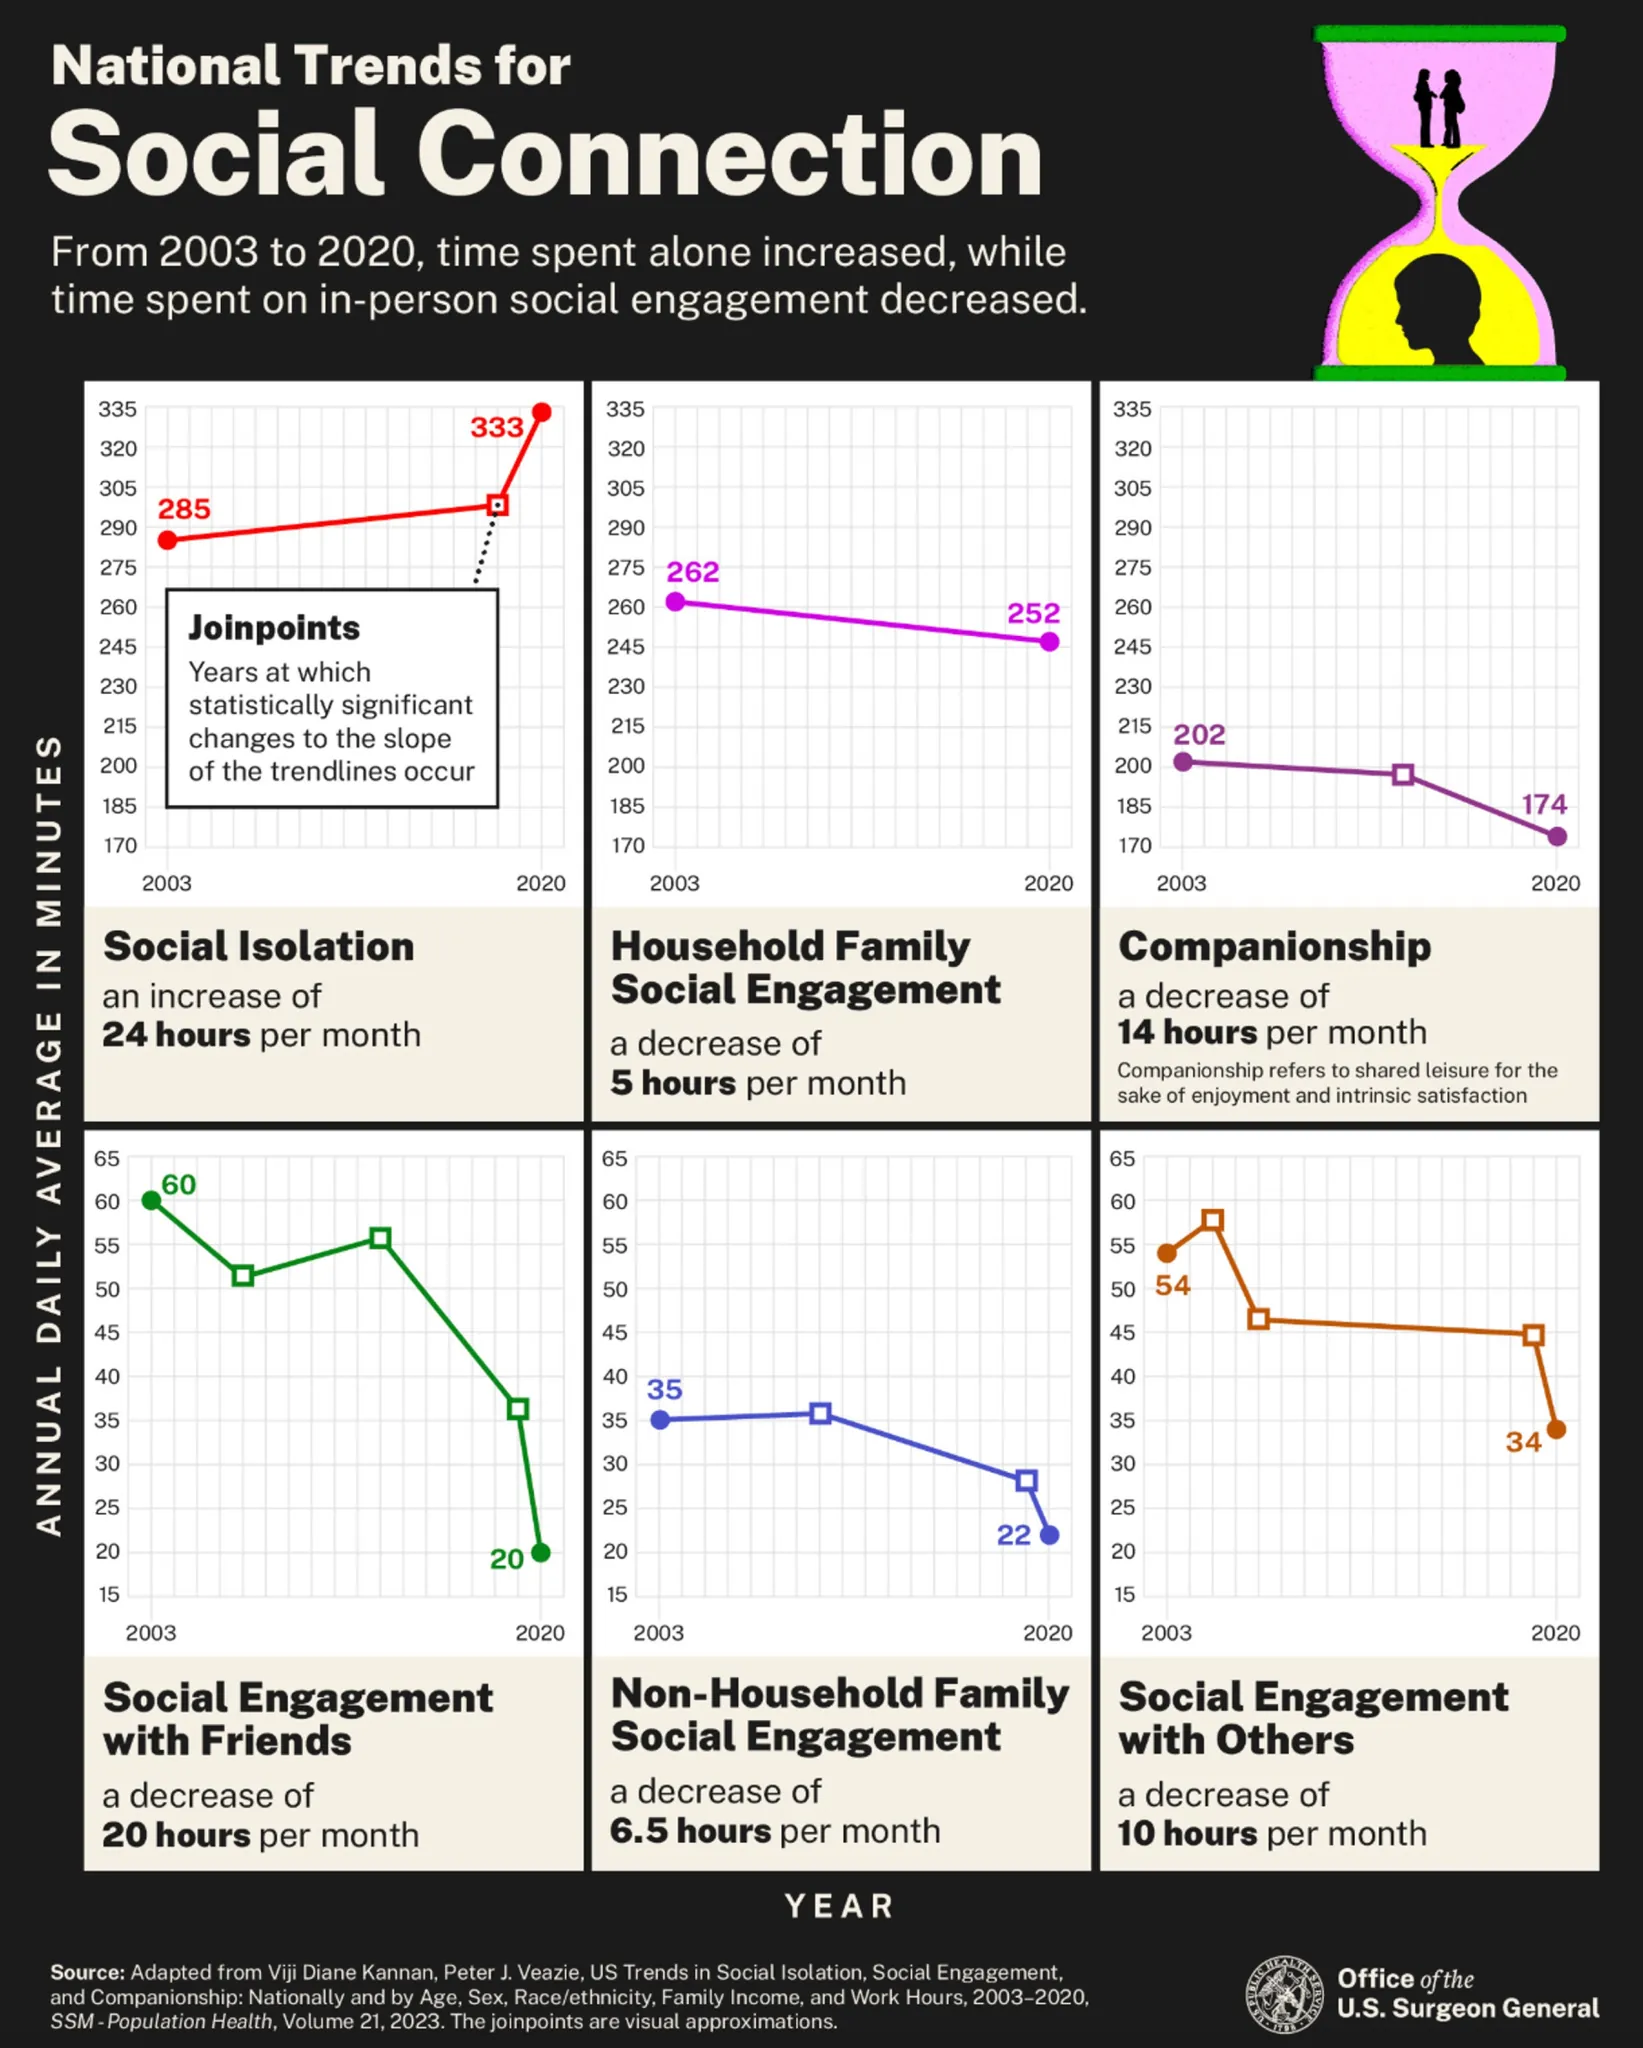 National Trends for
Social Connection
From 2003 to 2020, time spent alone increased, while
time spent on in-person social engagement decreased.
ANNUAL DAILY AVERAGE IN MINUTES
335
320
305
290
275
260
245
230
215
200
185
170
285
333
Joinpoints
Years at which
statistically significant
changes to the slope
of the trendlines occur
2003 2020
Social Isolation
an increase of
24 hours per month
335
320
305
290
275
260
245
230
215
200
185
170
262
252
2003 2020
Household Family
Social Engagement
a decrease of
5 hours per month
335
320
305
290
275
260
245
230
215
200
185
170
202
174
2003 2020
Companionship
a decrease of
14 hours per month
Companionship refers to shared leisure for the
sake of enjoyment and intrinsic satisfaction
65
60
55
50
45
40
35
30
25
20
15
60
20
2003 2020
Social Engagement
with Friends
a decrease of
20 hours per month
65
60
55
50
45
40
35
30
25
20
15
35
22
2003 2020
Non-Household Family
Social Engagement
a decrease of
6.5 hours per month
65
60
55
50
45
40
35
30
25
20
15
54
34
2003 2020
Social Engagement
with Others
a decrease of
10 hours per month
YEAR
Source: Adapted from Viji Diane Kannan, Peter J. Veazie, US Trends in Social Isolation, Social Engagement,
and Companionship: Nationally and by Age, Sex, Race/ethnicity, Family Income, and Work Hours, 2003–2020,
SSM - Population Health, Volume 21, 2023. The joinpoints are visual approximations.
Office of the
U.S. Surgeon General